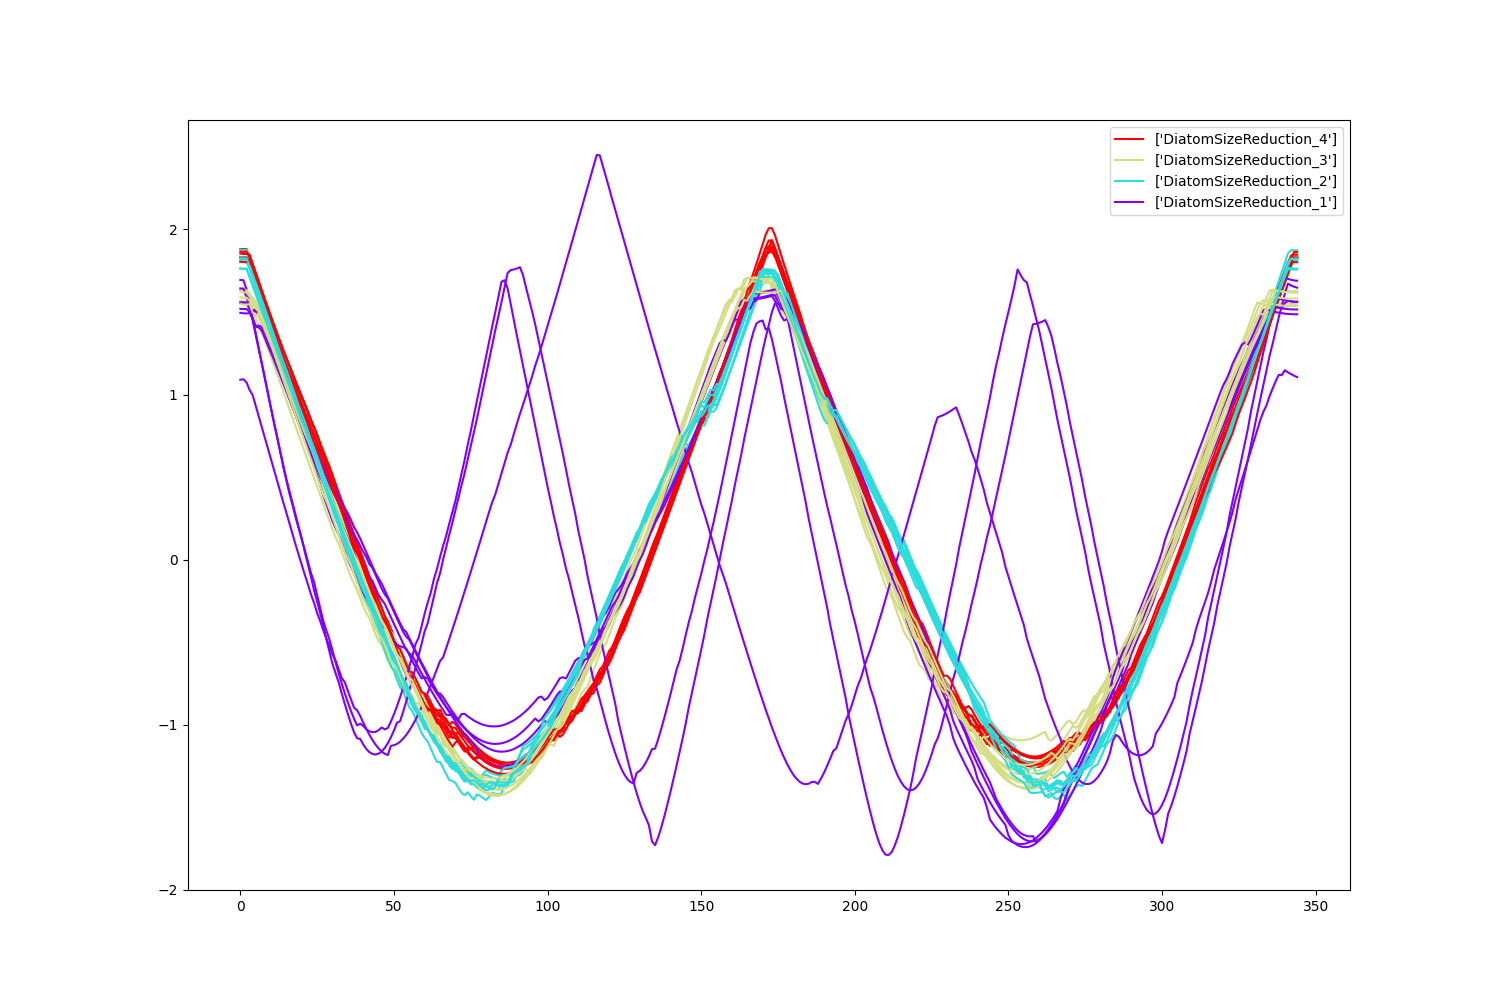 ['DiatomSizeReduction_4']
['DiatomSizeReduction_3']
['DiatomSizeReduction_2']
['DiatomSizeReduction_1']
2
1
0
−1
−2
0 50 100 150 200 250 300 350